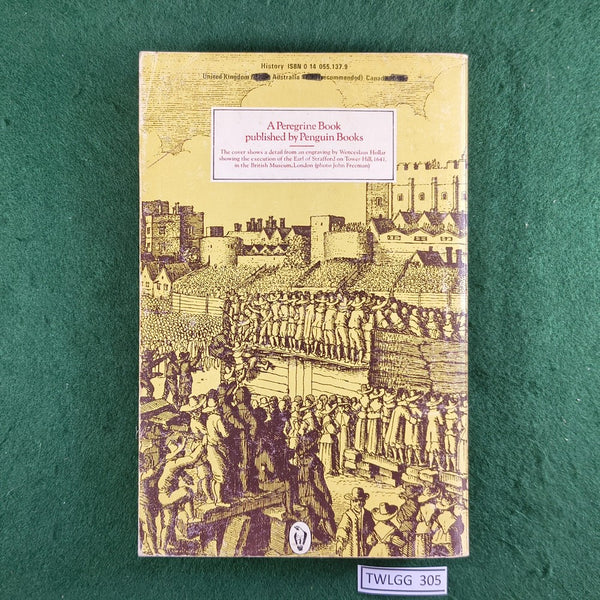 History ISBN 0 14 055.137.9
United Kingdom Australia (recommended) Canada
A Peregrine Book
published by Penguin Books
The cover shows a detail from an engraving by Wenceslaus Hollar
showing the execution of the Earl of Strafford on Tower Hill, 1641,
in the British Museum, London (photo John Freeman)
TWLGG 305